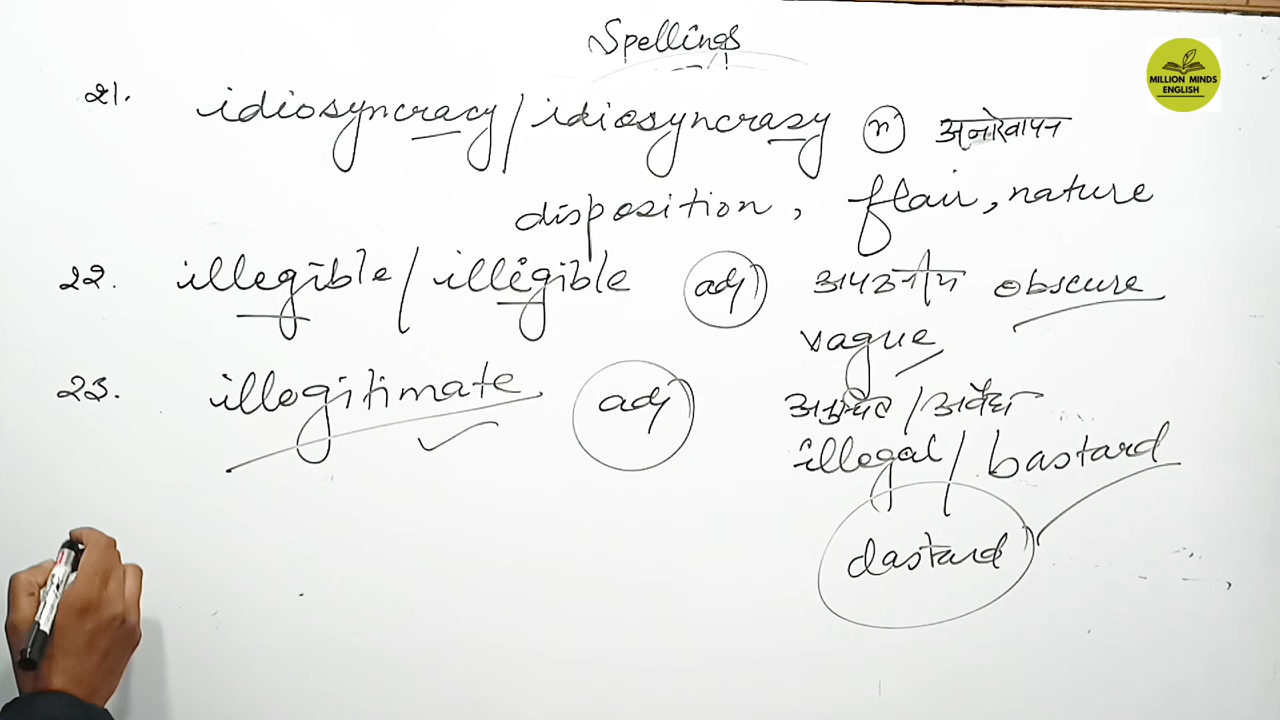 Spellings
MILLION MINDS
ENGLISH
21. idiosyncracy / idiosyncrasy (n) अनोखापन
disposition, flair, nature
22. illegible / illegible (adj) अपठनीय obscure
vague
23. illegitimate (adj) अनुचित / अवैध
illegal / bastard
dastard